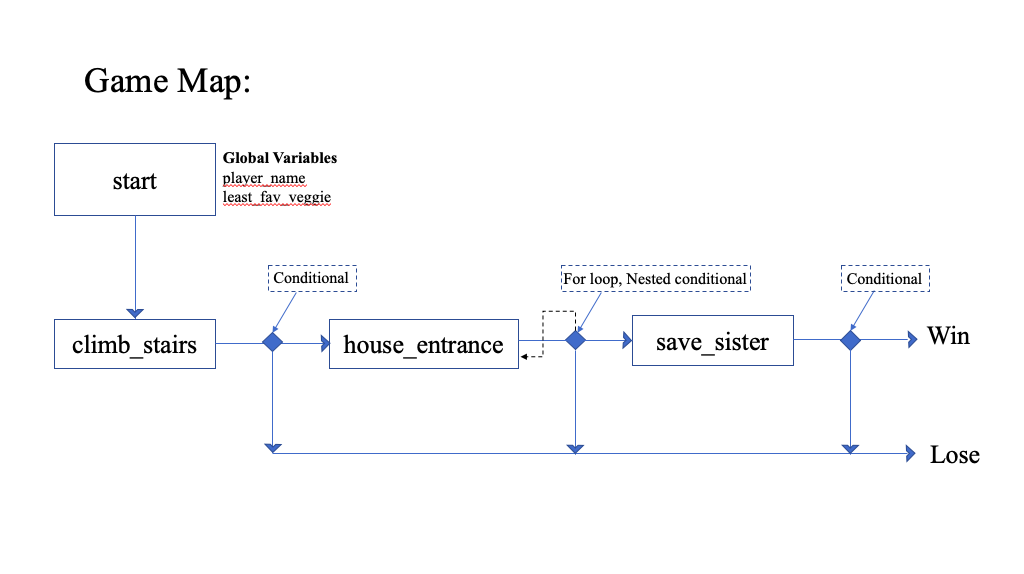 Game Map:
start
Global Variables
player_name
least_fav_veggie
Conditional
For loop, Nested conditional
Conditional
climb_stairs
house_entrance
save_sister
Win
Lose